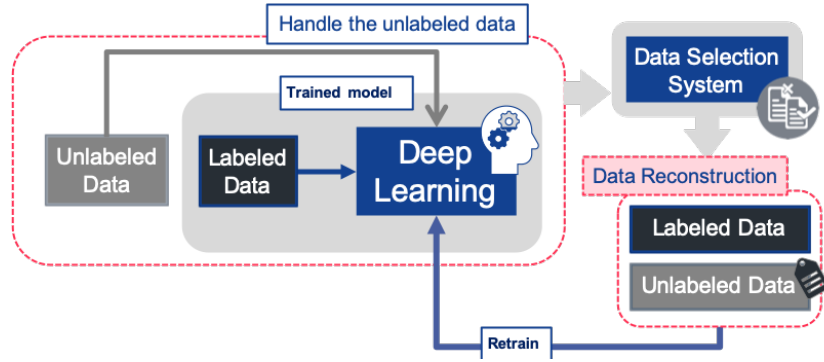 Handle the unlabeled data
Trained model
Unlabeled
Data
Labeled
Data
Deep
Learning
Data Selection
System
Data Reconstruction
Labeled Data
Unlabeled Data
Retrain